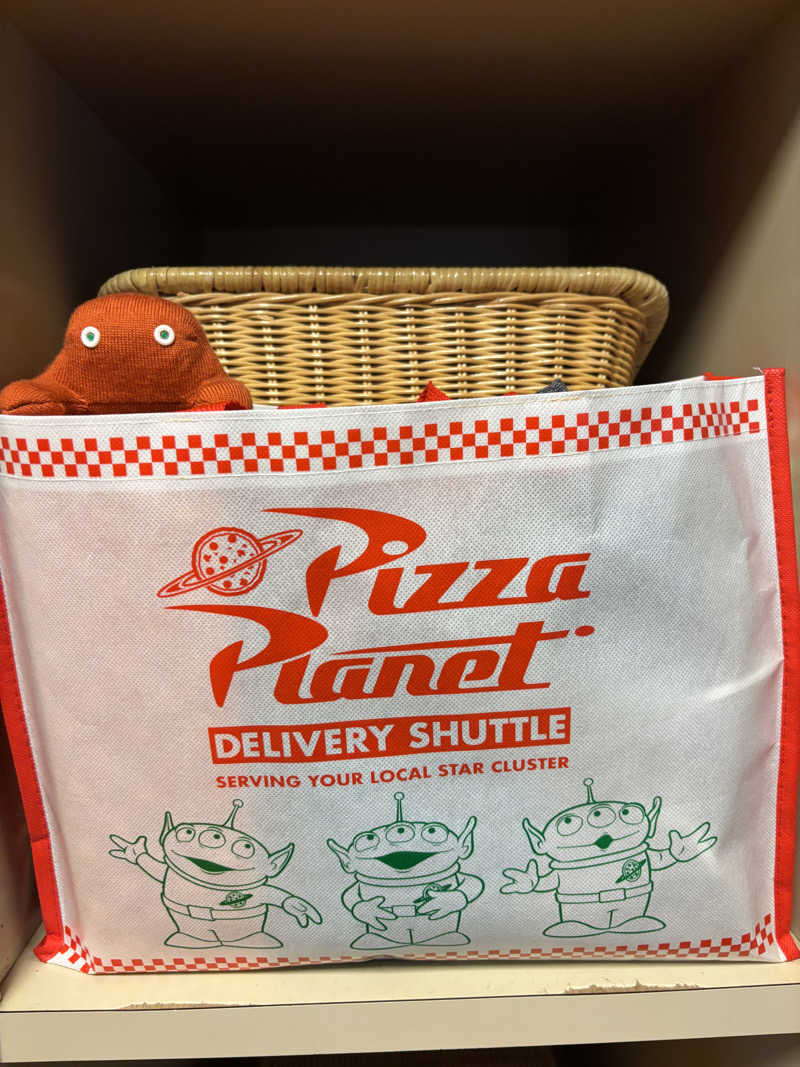 Pizza
Planet
DELIVERY SHUTTLE
SERVING YOUR LOCAL STAR CLUSTER